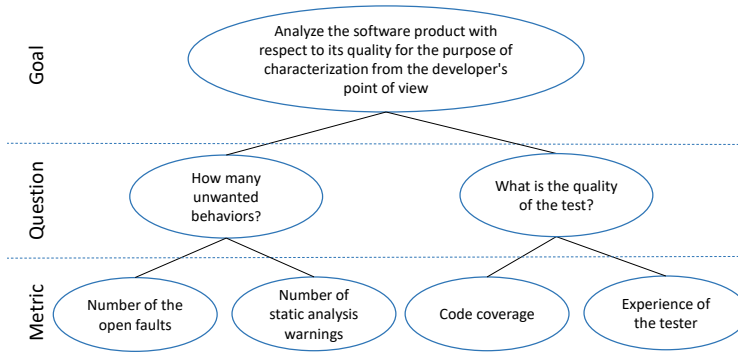 Goal
Analyze the software product with
respect to its quality for the purpose of
characterization from the developer's
point of view
Question
How many
unwanted
behaviors?
What is the quality
of the test?
Metric
Number of the
open faults
Number of
static analysis
warnings
Code coverage
Experience of
the tester